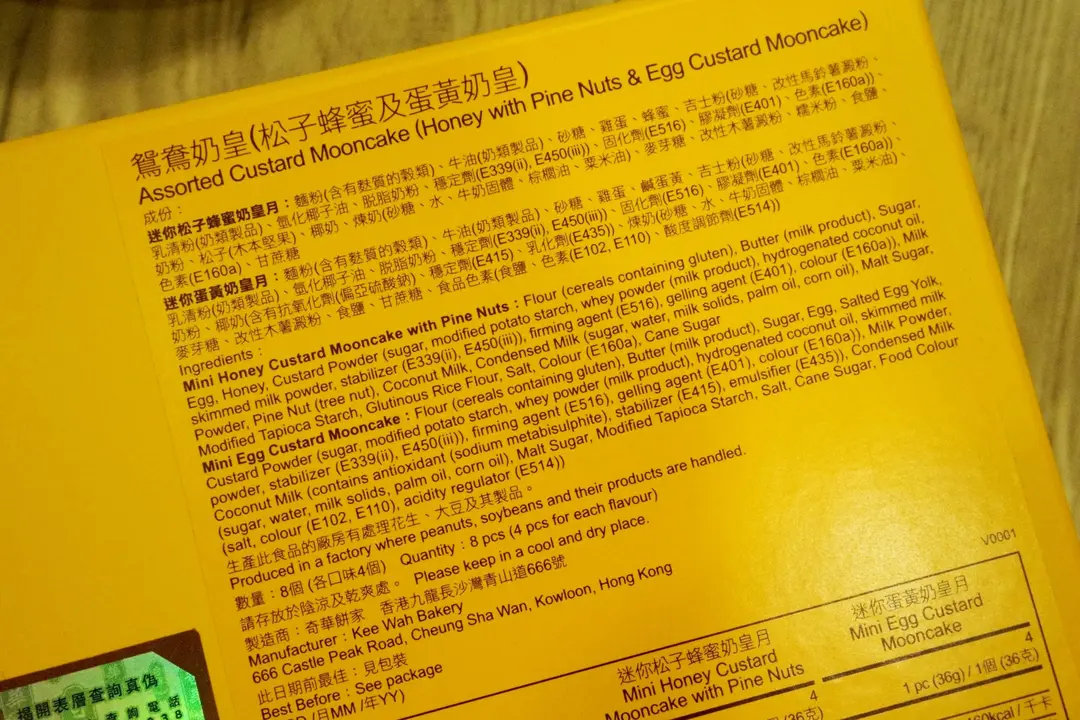 鴛鴦奶皇(松子蜂蜜及蛋黃奶皇)
Assorted Custard Mooncake (Honey with Pine Nuts & Egg Custard Mooncake)
成份：
迷你松子蜂蜜奶皇月：麵粉(含有麩質的穀類)、牛油(奶類製品)、砂糖、雞蛋、蜂蜜、吉士粉(砂糖、改性馬鈴薯澱粉、
乳清粉(奶類製品)、氫化椰子油、脫脂奶粉、穩定劑(E339(ii), E450(iii))、固化劑(E516)、膠凝劑(E401)、色素(E160a))、
奶粉、松子(木本堅果)、椰奶、煉奶(砂糖、水、牛奶固體、棕櫚油、粟米油)、麥芽糖、改性木薯澱粉、糯米粉、食鹽、
色素(E160a)、甘蔗糖
迷你蛋黃奶皇月：麵粉(含有麩質的穀類)、牛油(奶類製品)、砂糖、雞蛋、鹹蛋黃、吉士粉(砂糖、改性馬鈴薯澱粉、
乳清粉(奶類製品)、氫化椰子油、脫脂奶粉、穩定劑(E339(ii), E450(iii))、固化劑(E516)、膠凝劑(E401)、色素(E160a))、
奶粉、椰奶(含有抗氧化劑(偏亞硫酸鈉)、穩定劑(E415)、乳化劑(E435))、煉奶(砂糖、水、牛奶固體、棕櫚油、粟米油)、
麥芽糖、改性木薯澱粉、食鹽、甘蔗糖、食品色素(食鹽、色素(E102, E110)、酸度調節劑(E514))
Ingredients :
Mini Honey Custard Mooncake with Pine Nuts : Flour (cereals containing gluten), Butter (milk product), Sugar,
Egg, Honey, Custard Powder (sugar, modified potato starch, whey powder (milk product), hydrogenated coconut oil,
skimmed milk powder, stabilizer (E339(ii), E450(iii)), firming agent (E516), gelling agent (E401), colour (E160a)), Milk
Powder, Pine Nut (tree nut), Coconut Milk, Condensed Milk (sugar, water, milk solids, palm oil, corn oil), Malt Sugar,
Modified Tapioca Starch, Glutinous Rice Flour, Salt, Colour (E160a), Cane Sugar
Mini Egg Custard Mooncake : Flour (cereals containing gluten), Butter (milk product), Sugar, Egg, Salted Egg Yolk,
Custard Powder (sugar, modified potato starch, whey powder (milk product), hydrogenated coconut oil, skimmed milk
powder, stabilizer (E339(ii), E450(iii)), firming agent (E516), gelling agent (E401), colour (E160a)), Milk Powder,
Coconut Milk (contains antioxidant (sodium metabisulphite), stabilizer (E415), emulsifier (E435)), Condensed Milk
(sugar, water, milk solids, palm oil, corn oil), Malt Sugar, Modified Tapioca Starch, Salt, Cane Sugar, Food Colour
(salt, colour (E102, E110), acidity regulator (E514))
生產此食品的廠房有處理花生、大豆及其製品。
Produced in a factory where peanuts, soybeans and their products are handled.
數量：8個 (各口味4個) Quantity : 8 pcs (4 pcs for each flavour)
請存放於陰涼及乾爽處。 Please keep in a cool and dry place.
製造商：奇華餅家 香港九龍長沙灣青山道666號
Manufacturer : Kee Wah Bakery
666 Castle Peak Road, Cheung Sha Wan, Kowloon, Hong Kong
此日期前最佳：見包裝
Best Before : See package
/月MM /年YY)
V0001
迷你松子蜂蜜奶皇月
Mini Honey Custard
Mooncake with Pine Nuts
迷你蛋黃奶皇月
Mini Egg Custard
Mooncake
4
4
1 pc (36g) / 1個 (36克)
(36克)
kcal / 千卡
揭開表層查詢真偽
查詢電話